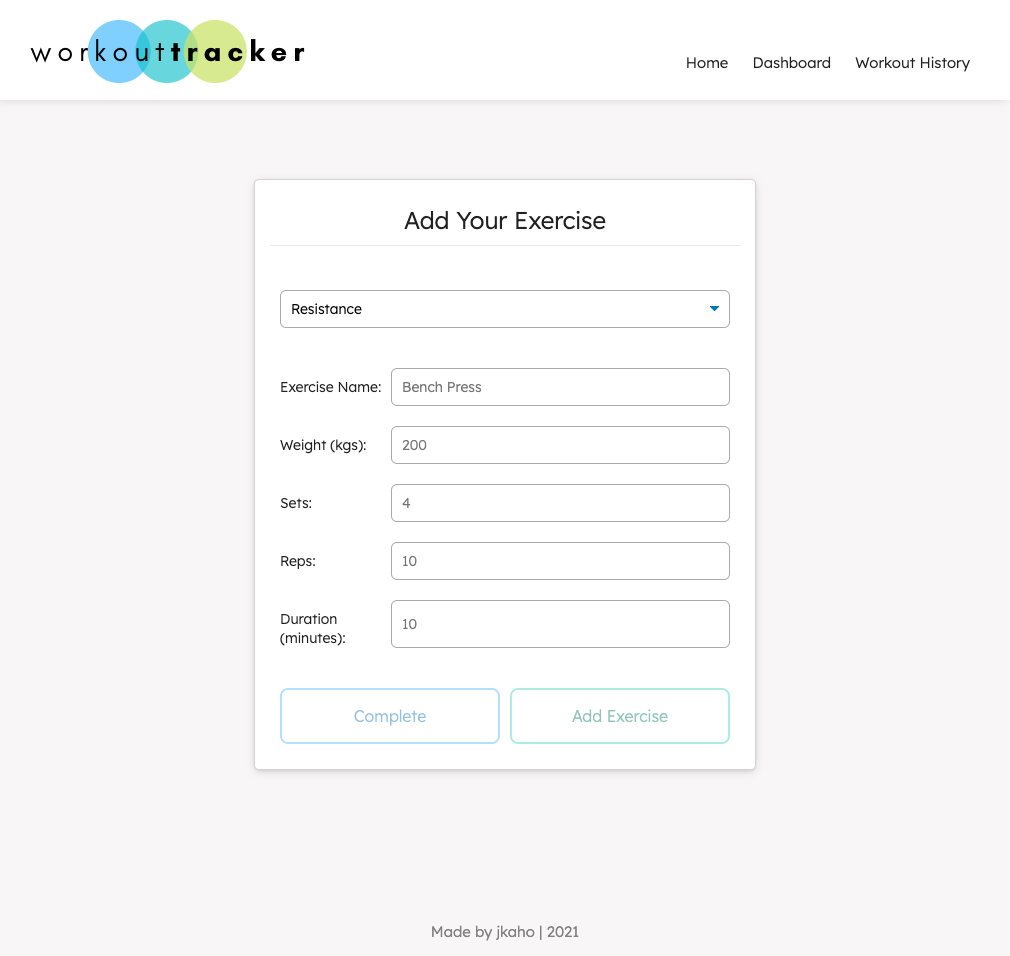 workouttracker
Home Dashboard Workout History
Add Your Exercise
Resistance
Exercise Name: Bench Press
Weight (kgs): 200
Sets: 4
Reps: 10
Duration
(minutes): 10
Complete Add Exercise
Made by jkaho | 2021